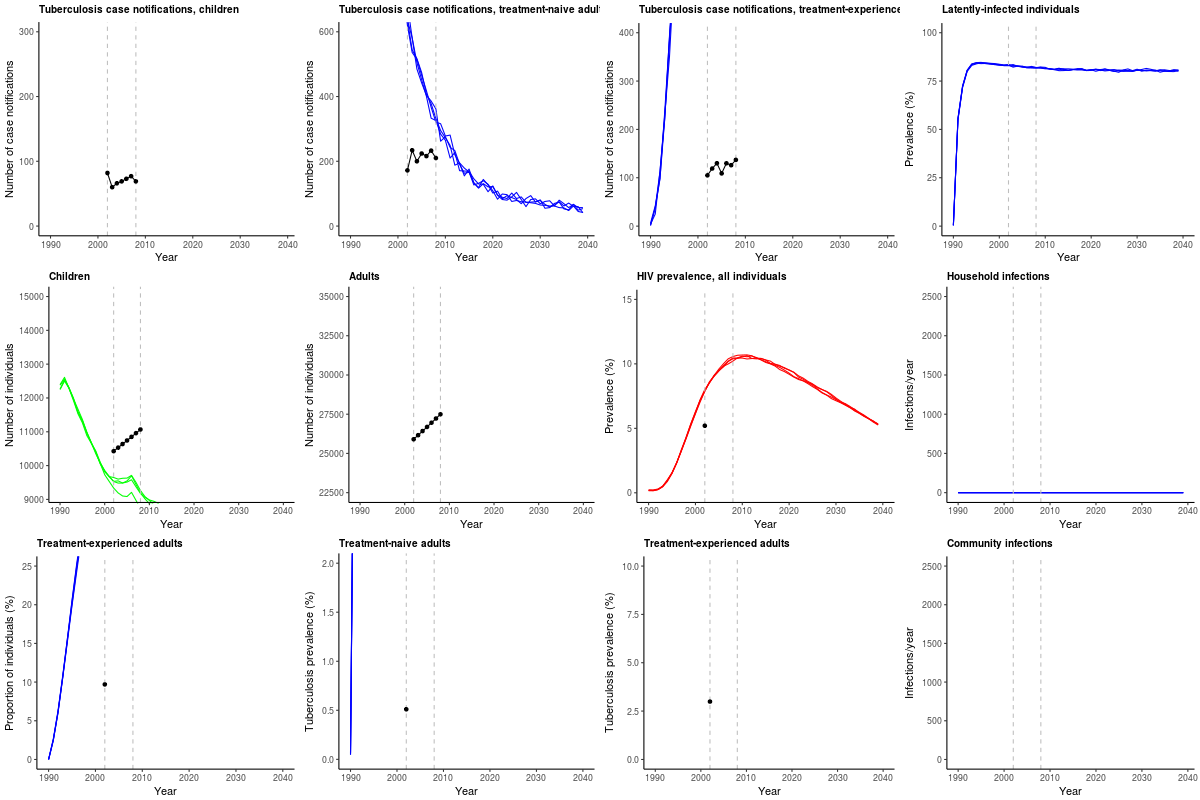 Tuberculosis case notifications, children
Number of case notifications
300
200
100
0
1990 2000 2010 2020 2030 2040
Year
Tuberculosis case notifications, treatment-naive adul
Number of case notifications
600
400
200
0
1990 2000 2010 2020 2030 2040
Year
Tuberculosis case notifications, treatment-experience
Number of case notifications
400
300
200
100
0
1990 2000 2010 2020 2030 2040
Year
Latently-infected individuals
Prevalence (%)
100
75
50
25
0
1990 2000 2010 2020 2030 2040
Year
Children
Number of individuals
15000
14000
13000
12000
11000
10000
9000
1990 2000 2010 2020 2030 2040
Year
Adults
Number of individuals
35000
32500
30000
27500
25000
22500
1990 2000 2010 2020 2030 2040
Year
HIV prevalence, all individuals
Prevalence (%)
15
10
5
0
1990 2000 2010 2020 2030 2040
Year
Household infections
Infections/year
2500
2000
1500
1000
500
0
1990 2000 2010 2020 2030 2040
Year
Treatment-experienced adults
Proportion of individuals (%)
25
20
15
10
5
0
1990 2000 2010 2020 2030 2040
Year
Treatment-naive adults
Tuberculosis prevalence (%)
2.0
1.5
1.0
0.5
0.0
1990 2000 2010 2020 2030 2040
Year
Treatment-experienced adults
Tuberculosis prevalence (%)
10.0
7.5
5.0
2.5
0.0
1990 2000 2010 2020 2030 2040
Year
Community infections
Infections/year
2500
2000
1500
1000
500
0
1990 2000 2010 2020 2030 2040
Year